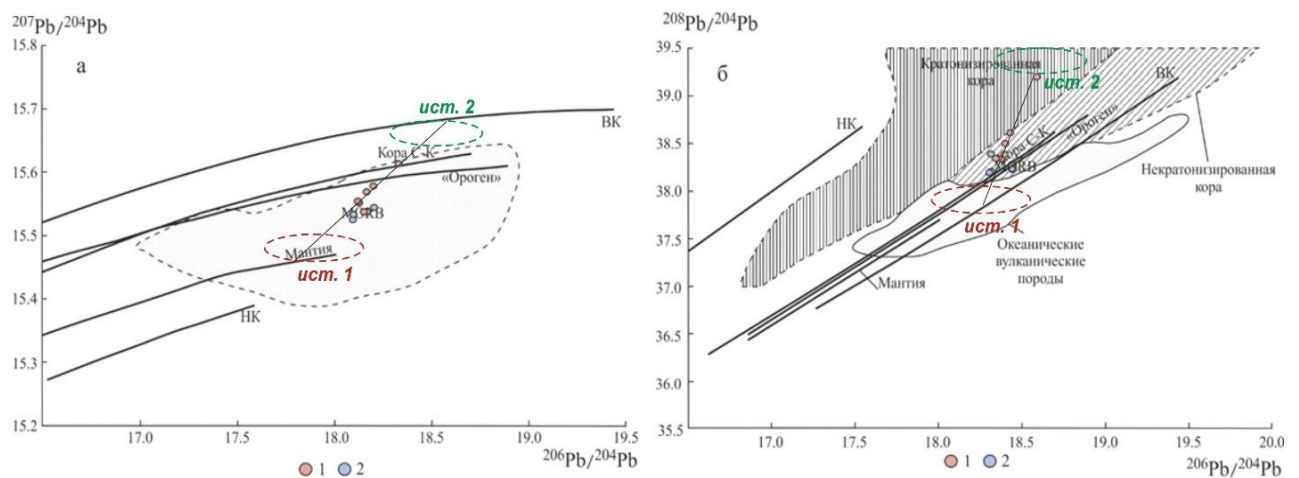 ²⁰⁷Pb/²⁰⁴Pb
15.8
15.7
15.6
15.5
15.4
15.3
15.2
а
ист. 2
ВК
Кора С-К
«Ороген»
MORB
Мантия
ист. 1
НК
17.0 17.5 18.0 18.5 19.0 19.5
²⁰⁶Pb/²⁰⁴Pb
1 2
²⁰⁸Pb/²⁰⁴Pb
39.5
39.0
38.5
38.0
37.5
37.0
36.5
36.0
35.5
б
Кратонизированная
кора
ист. 2
ВК
НК
«Ороген»
Кора С-К
MORB
Некратонизированная
кора
ист. 1
Океанические
вулканические
породы
Мантия
17.0 17.5 18.0 18.5 19.0 19.5 20.0
²⁰⁶Pb/²⁰⁴Pb
1 2